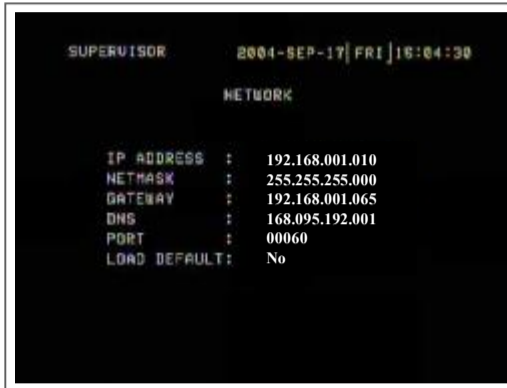 SUPERVISOR 2004-SEP-17 FRI 16:04:30
NETWORK
IP ADDRESS : 192.168.001.010
NETMASK : 255.255.255.000
GATEWAY : 192.168.001.065
DNS : 168.095.192.001
PORT : 00060
LOAD DEFAULT: No